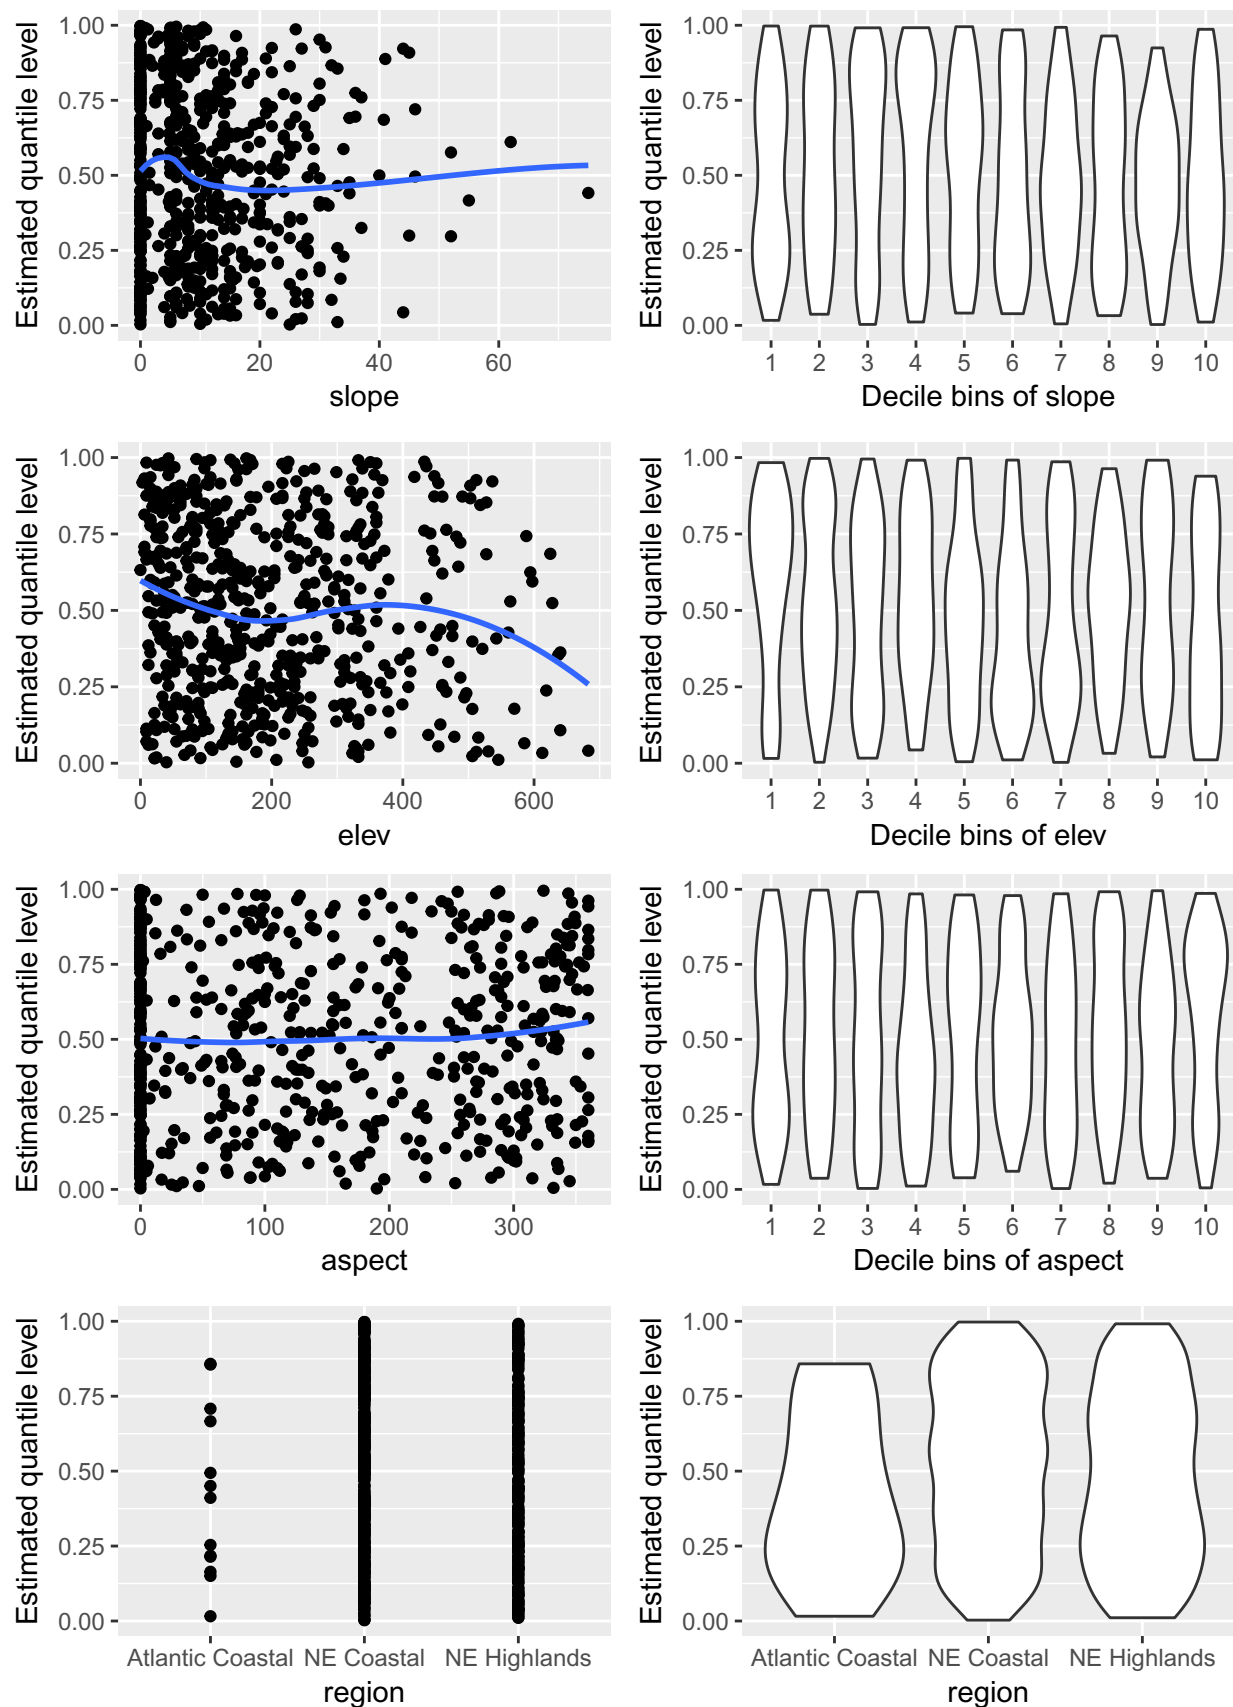 Estimated quantile level
1.00
0.75
0.50
0.25
0.00
0 20 40 60
slope
Estimated quantile level
1.00
0.75
0.50
0.25
0.00
1 2 3 4 5 6 7 8 9 10
Decile bins of slope
Estimated quantile level
1.00
0.75
0.50
0.25
0.00
0 200 400 600
elev
Estimated quantile level
1.00
0.75
0.50
0.25
0.00
1 2 3 4 5 6 7 8 9 10
Decile bins of elev
Estimated quantile level
1.00
0.75
0.50
0.25
0.00
0 100 200 300
aspect
Estimated quantile level
1.00
0.75
0.50
0.25
0.00
1 2 3 4 5 6 7 8 9 10
Decile bins of aspect
Estimated quantile level
1.00
0.75
0.50
0.25
0.00
Atlantic Coastal NE Coastal NE Highlands
region
Estimated quantile level
1.00
0.75
0.50
0.25
0.00
Atlantic Coastal NE Coastal NE Highlands
region